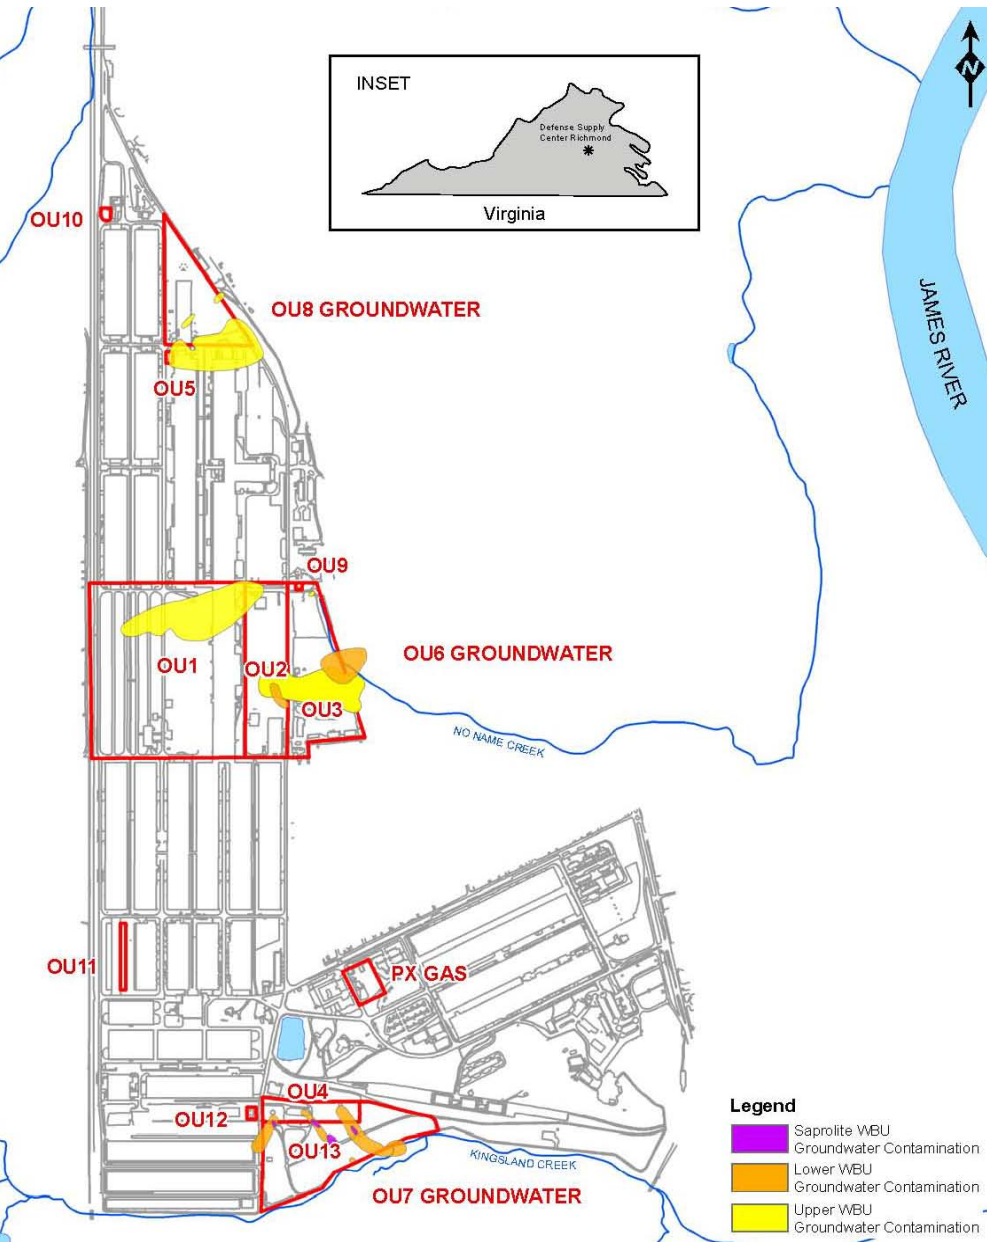 N
INSET
Defense Supply
Center Richmond
Virginia
OU10
OU8 GROUNDWATER
JAMES RIVER
OU5
OU9
OU6 GROUNDWATER
OU1
OU2
OU3
NO NAME CREEK
OU11
PX GAS
OU4
OU12
OU13
KINGSLAND CREEK
OU7 GROUNDWATER
Legend
Saprolite WBU
Groundwater Contamination
Lower WBU
Groundwater Contamination
Upper WBU
Groundwater Contamination